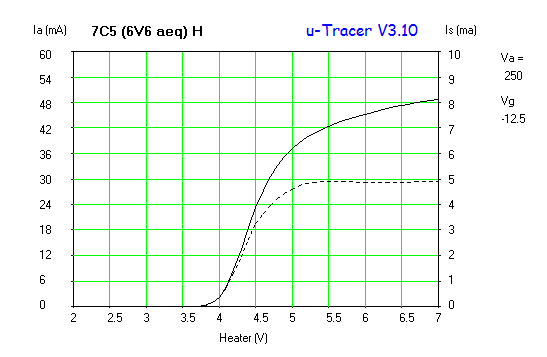 Ia (mA) 7C5 (6V6 aeq) H u-Tracer V3.10 Is (ma)
60 10
54 9 Va =
250
48 8 Vg
42 7 -12.5
36 6
30 5
24 4
18 3
12 2
6 1
0 0
2 2.5 3 3.5 4 4.5 5 5.5 6 6.5 7
Heater (V)